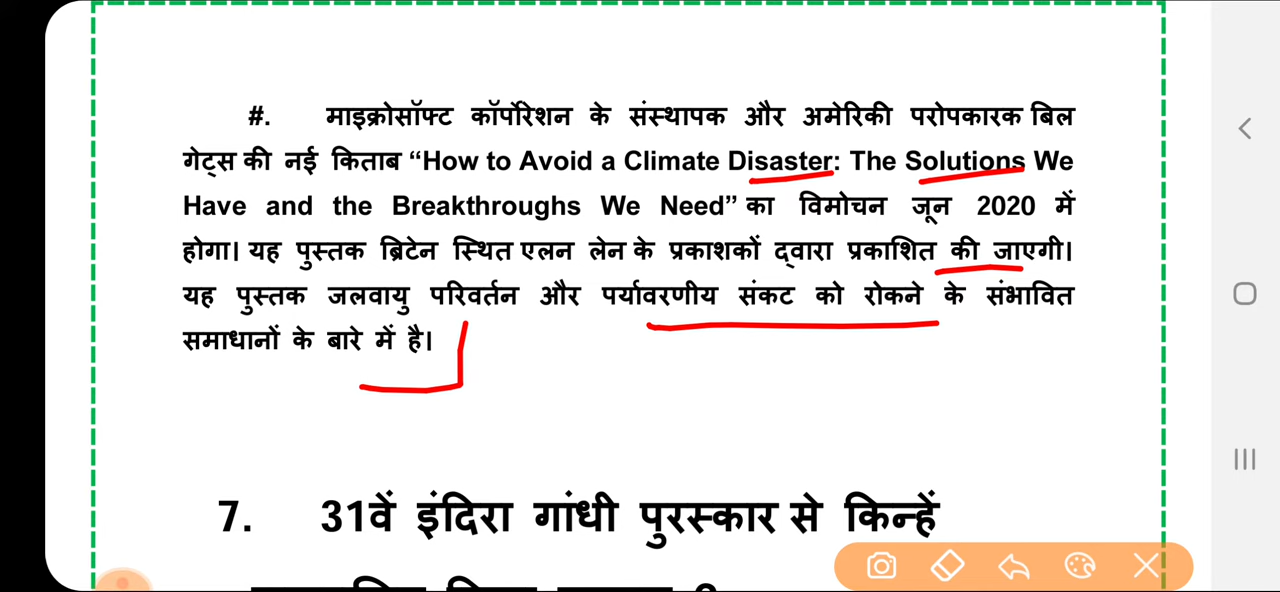 #. माइक्रोसॉफ्ट कॉर्पोरेशन के संस्थापक और अमेरिकी परोपकारक बिल
गेट्स की नई किताब “How to Avoid a Climate Disaster: The Solutions We
Have and the Breakthroughs We Need” का विमोचन जून 2020 में
होगा। यह पुस्तक ब्रिटेन स्थित एलन लेन के प्रकाशकों द्वारा प्रकाशित की जाएगी।
यह पुस्तक जलवायु परिवर्तन और पर्यावरणीय संकट को रोकने के संभावित
समाधानों के बारे में है।
7. 31वें इंदिरा गांधी पुरस्कार से किन्हें